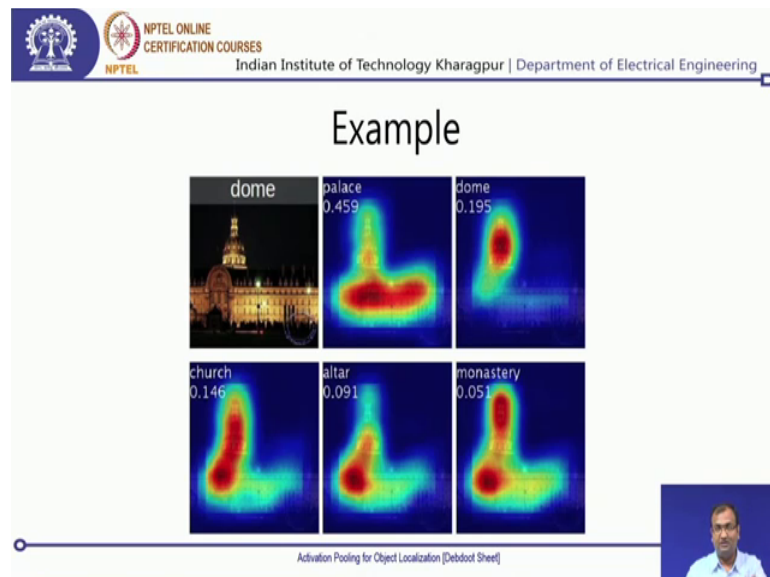 NPTEL ONLINE
CERTIFICATION COURSES
NPTEL
Indian Institute of Technology Kharagpur | Department of Electrical Engineering
Example
dome
palace
0.459
dome
0.195
church
0.146
altar
0.091
monastery
0.051
Activation Pooling for Object Localization [Debdoot Sheet]